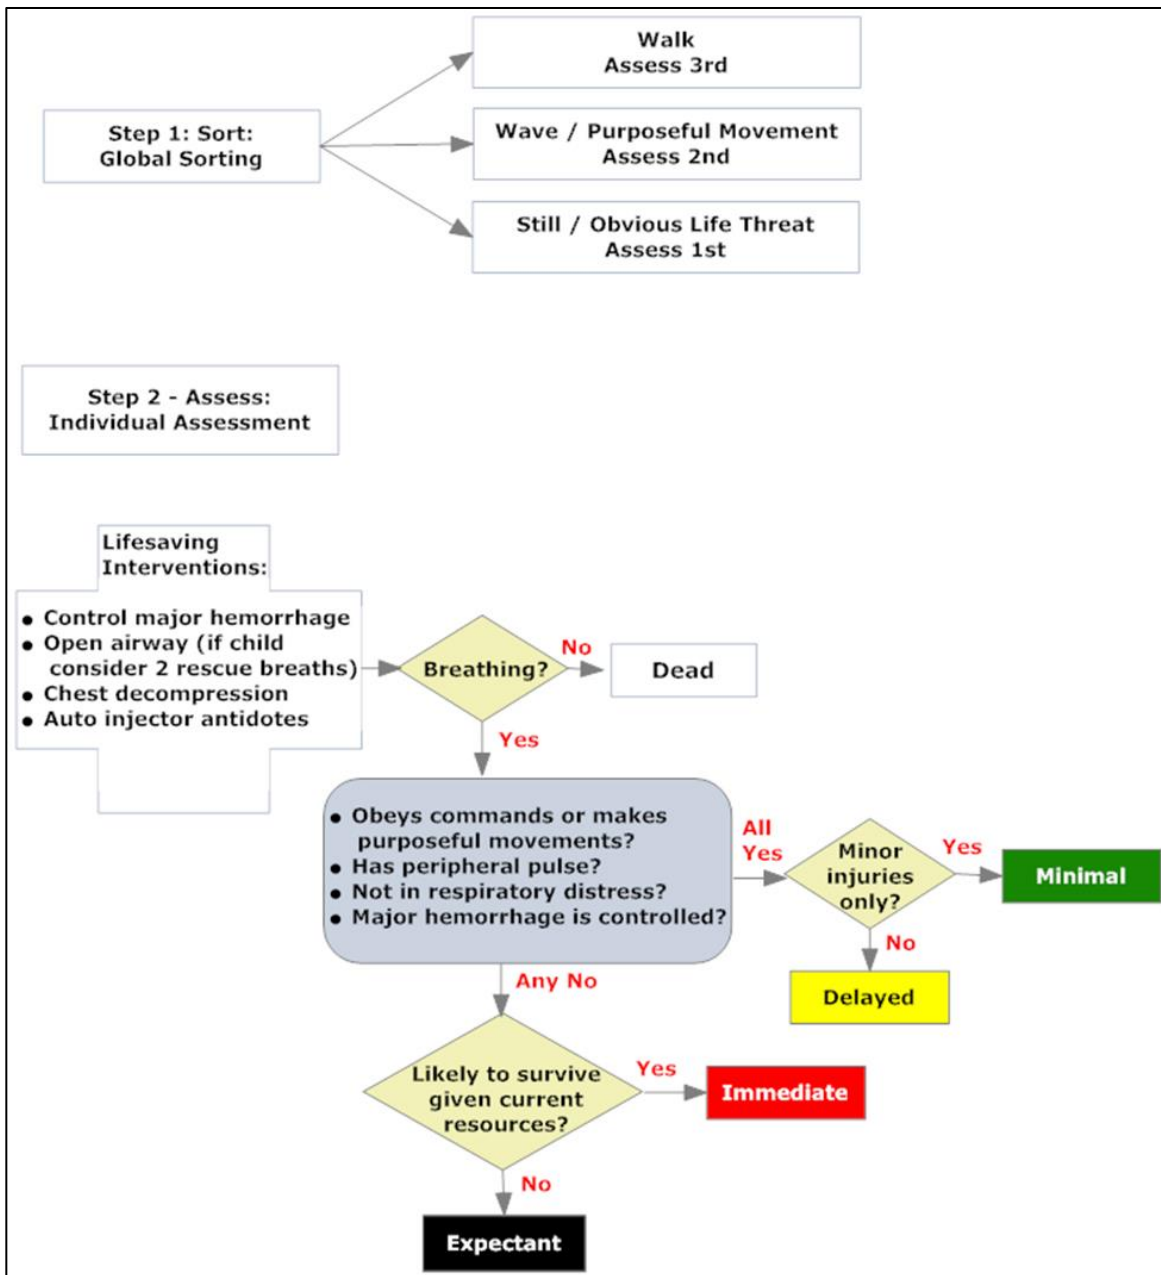 Walk
Assess 3rd
Step 1: Sort:
Global Sorting
Wave / Purposeful Movement
Assess 2nd
Still / Obvious Life Threat
Assess 1st
Step 2 - Assess:
Individual Assessment
Lifesaving
Interventions:
● Control major hemorrhage
● Open airway (if child
consider 2 rescue breaths)
● Chest decompression
● Auto injector antidotes
Breathing?
No
Dead
Yes
● Obeys commands or makes
purposeful movements?
● Has peripheral pulse?
● Not in respiratory distress?
● Major hemorrhage is controlled?
All
Yes
Minor
injuries
only?
Yes
Minimal
No
Delayed
Any No
Likely to survive
given current
resources?
Yes
Immediate
No
Expectant